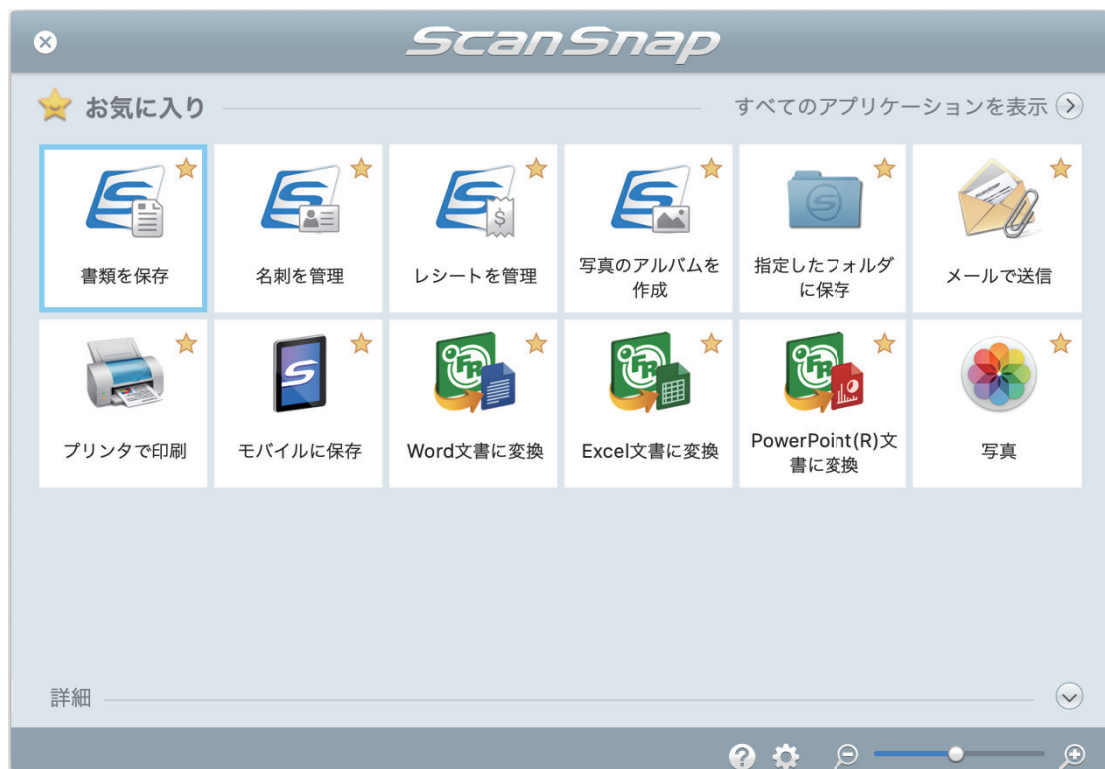 ScanSnap
お気に入り
すべてのアプリケーションを表示
書類を保存
名刺を管理
レシートを管理
写真のアルバムを
作成
指定したフォルダ
に保存
メールで送信
プリンタで印刷
モバイルに保存
Word文書に変換
Excel文書に変換
PowerPoint(R)文
書に変換
写真
詳細